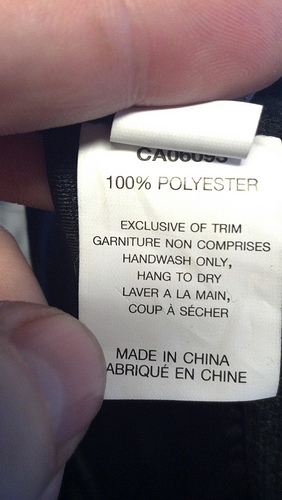 CA06093
100% POLYESTER
EXCLUSIVE OF TRIM
GARNITURE NON COMPRISES
HANDWASH ONLY,
HANG TO DRY
LAVER A LA MAIN,
COUP À SÉCHER
MADE IN CHINA
ABRIQUÉ EN CHINE